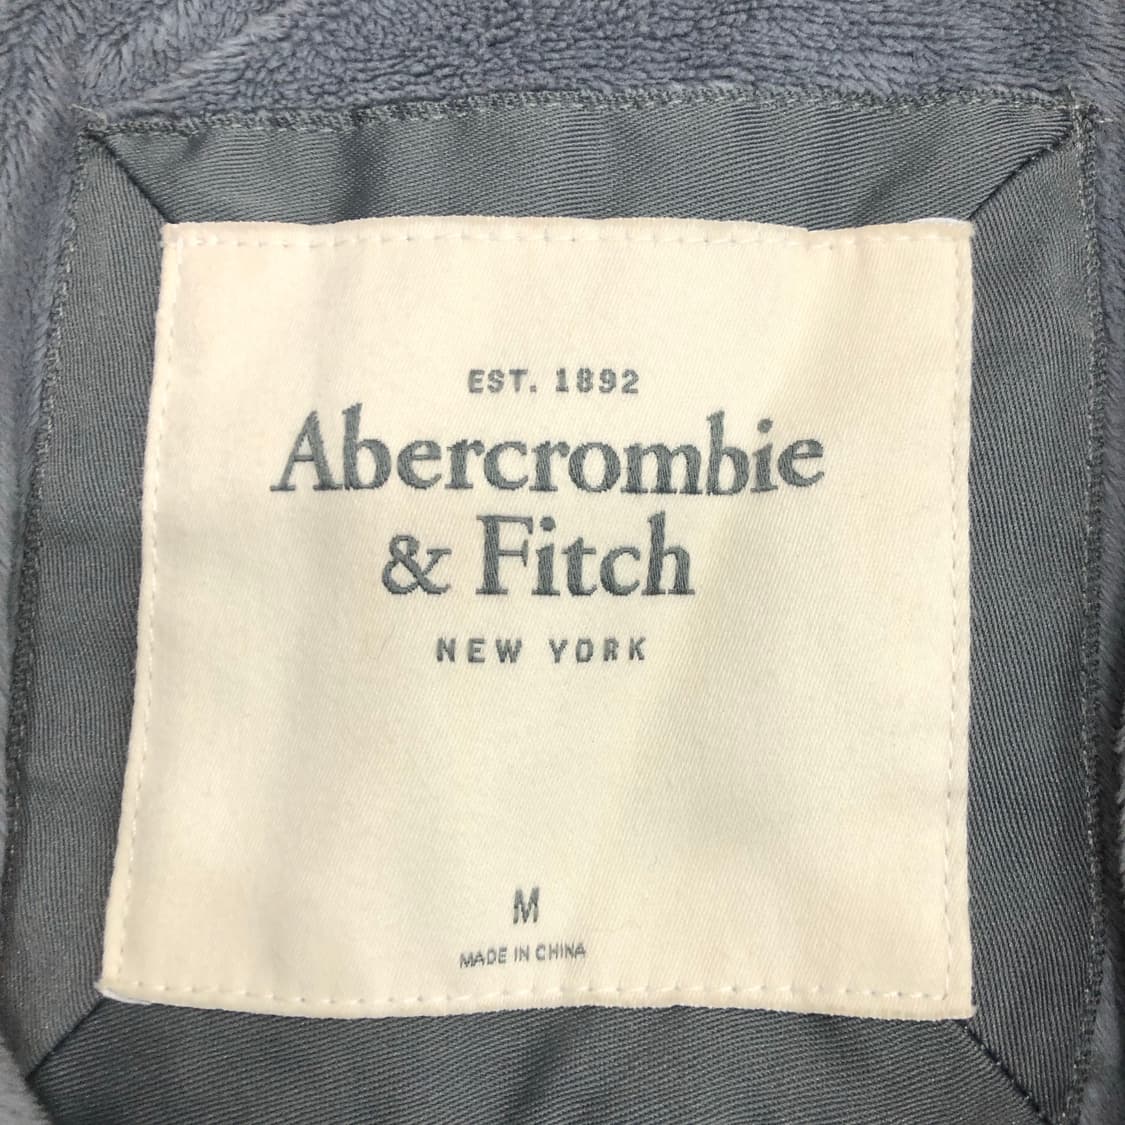 EST. 1892
Abercrombie
& Fitch
NEW YORK
M
MADE IN CHINA